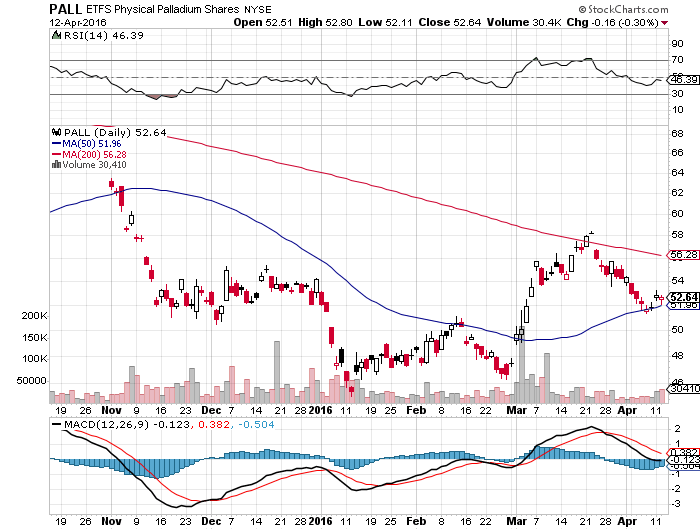 PALL ETFS Physical Palladium Shares NYSE © StockCharts.com
12-Apr-2016 Open 52.51 High 52.80 Low 52.11 Close 52.64 Volume 30.4K Chg -0.16 (-0.30%)
RSI(14) 46.39
90
70
50
46.39
30
10
PALL (Daily) 52.64
MA(50) 51.96
MA(200) 56.28
Volume 30,410
68
66
64
62
60
58
56.28
54
52.64
51.96
50
48
46
200K
150K
100K
50000
30410
19 26 Nov 9 16 23 Dec 7 14 21 28 2016 11 19 25 Feb 8 16 22 Mar 7 14 21 28 Apr 11
MACD(12,26,9) -0.123, 0.382, -0.504
2
1
0.382
-0.123
-0.504
-1
-2
-3
19 26 Nov 9 16 23 Dec 7 14 21 28 2016 11 19 25 Feb 8 16 22 Mar 7 14 21 28 Apr 11